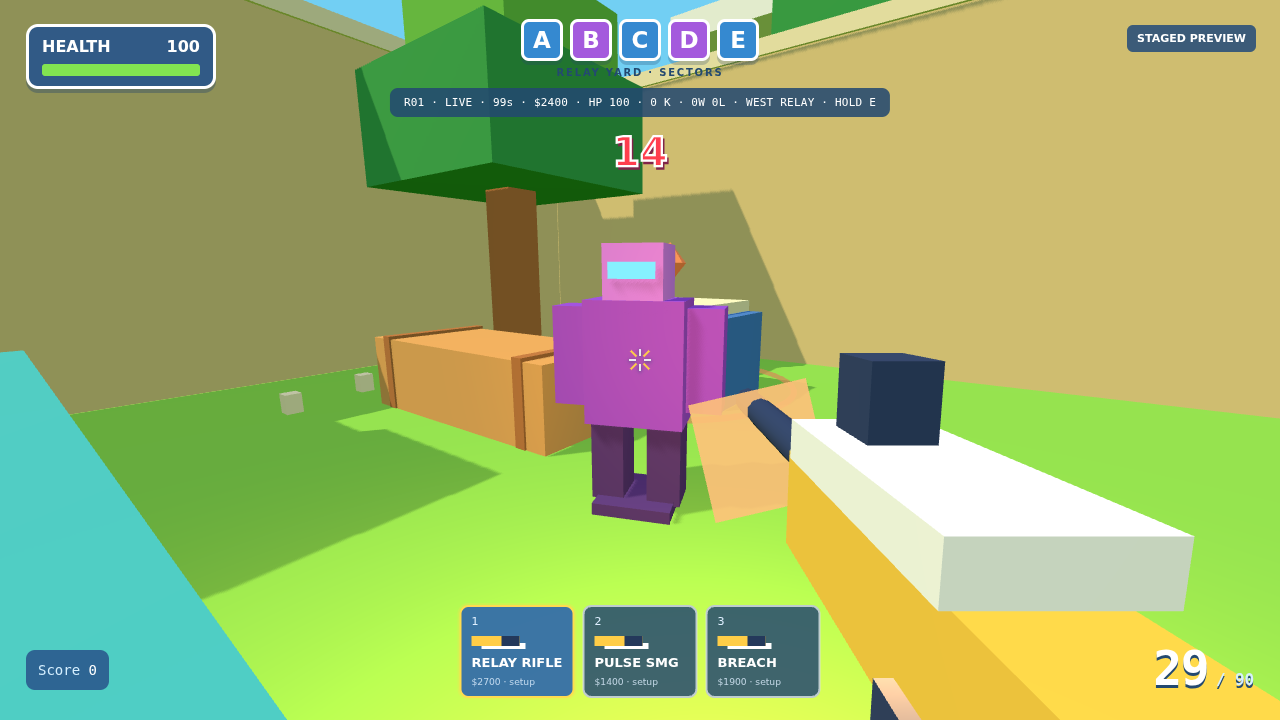 HEALTH 100
A B C D E
RELAY YARD · SECTORS
STAGED PREVIEW
R01 · LIVE · 99s · $2400 · HP 100 · 0 K · 0W 0L · WEST RELAY · HOLD E
14
1
RELAY RIFLE
$2700 · setup
2
PULSE SMG
$1400 · setup
3
BREACH
$1900 · setup
Score 0
29 / 90